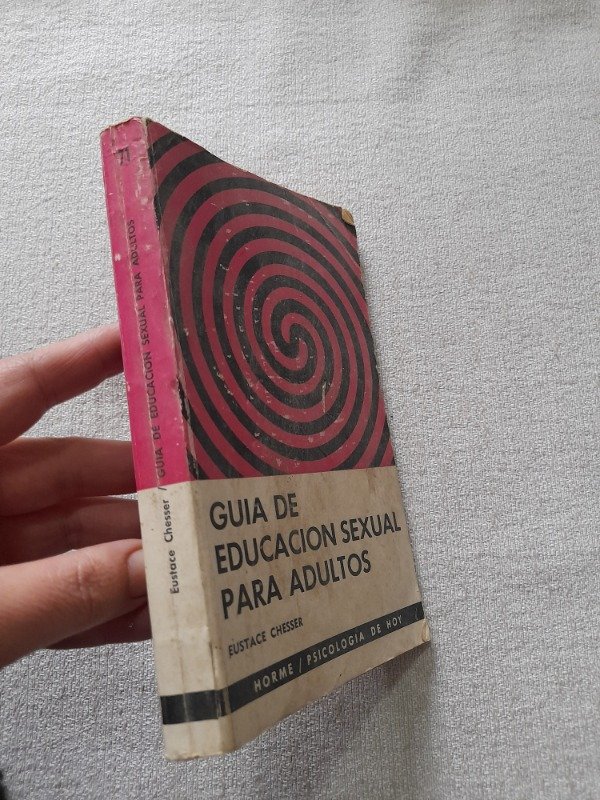 71
Eustace Chesser / GUIA DE EDUCACION SEXUAL PARA ADULTOS
GUIA DE
EDUCACION SEXUAL
PARA ADULTOS
EUSTACE CHESSER
HORME / PSICOLOGIA DE HOY